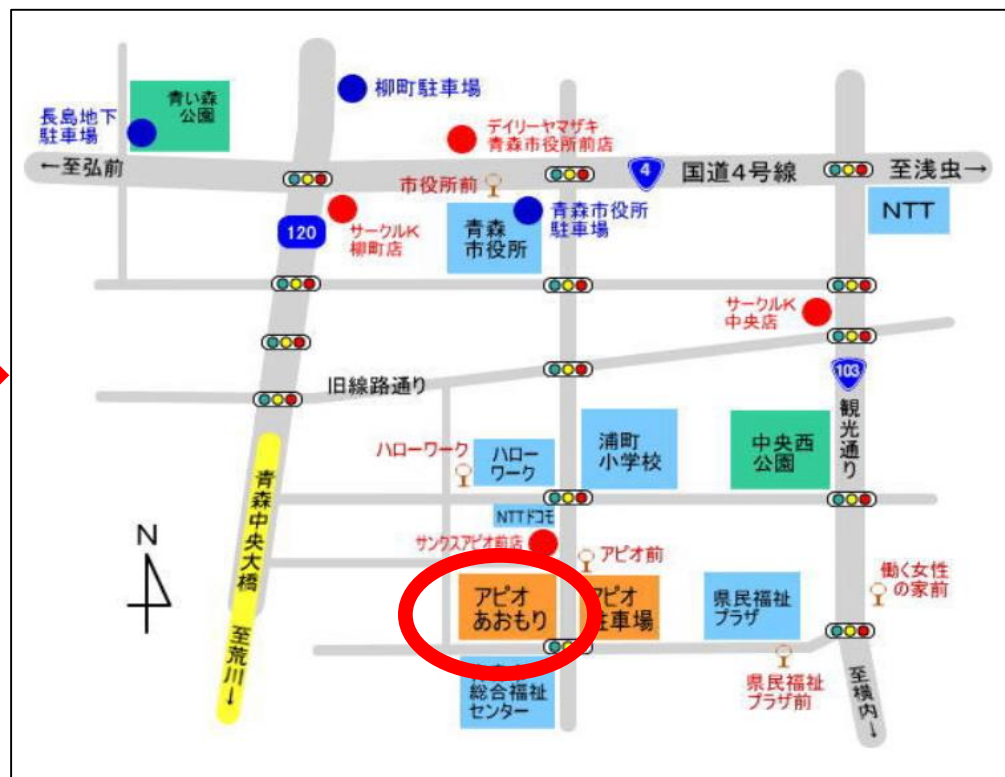 柳町駐車場
青い森
公園
長島地下
駐車場
デイリーヤマザキ
青森市役所前店
←至弘前
4
国道4号線
至浅虫→
市役所前
120
サークルK
柳町店
青森
市役所
青森市役所
駐車場
NTT
サークルK
中央店
旧線路通り
103
観光通り
ハローワーク
ハロー
ワーク
浦町
小学校
中央西
公園
青森中央大橋
NTTドコモ
サンクスアピオ前店
アピオ前
N
アピオ
あおもり
アピオ
駐車場
県民福祉
プラザ
働く女性
の家前
至荒川↓
総合福祉
センター
県民福祉
プラザ前
至横内↓